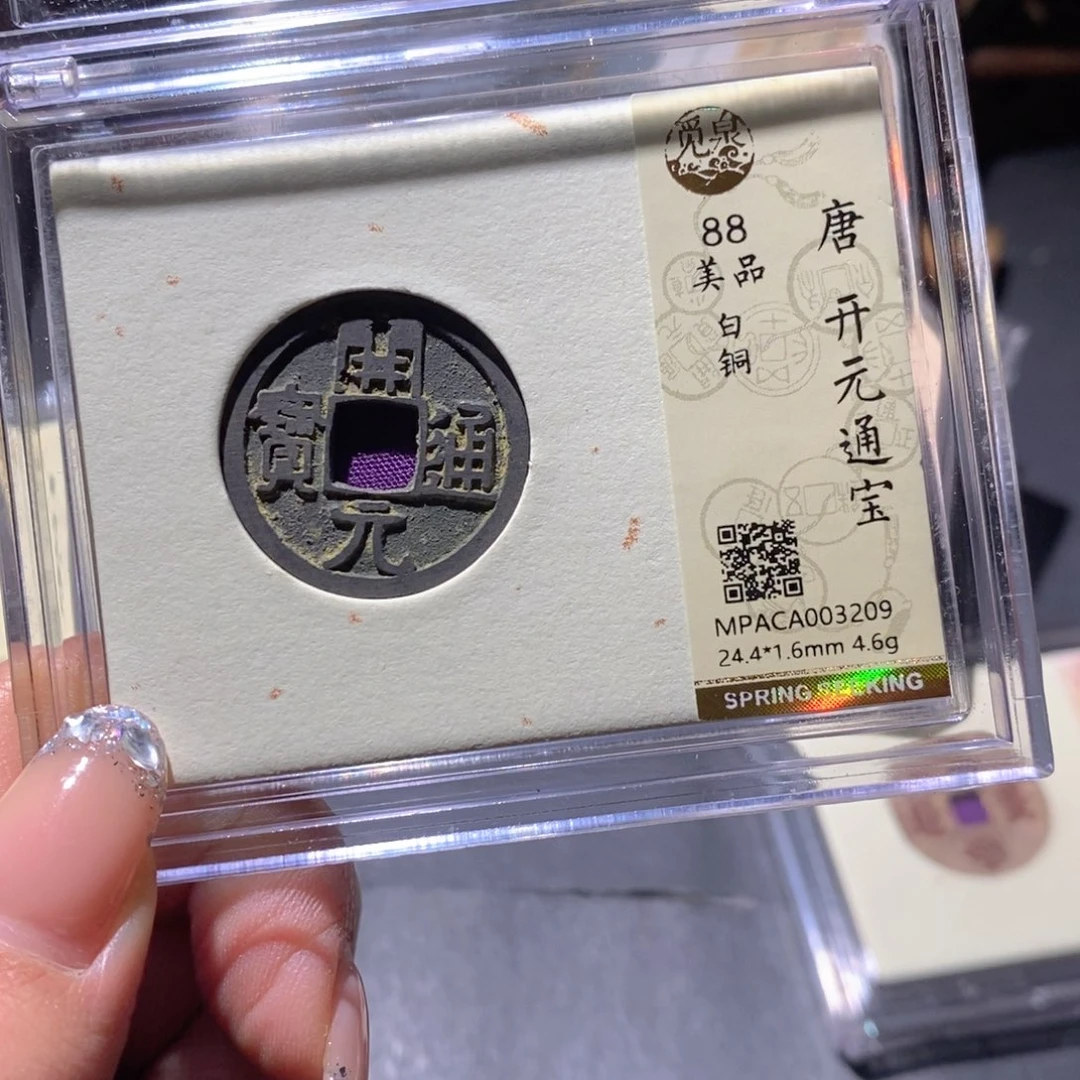 開
元
通
寶
觅泉
唐 开元通宝
88
美品
白铜
MPACA003209
24.4*1.6mm 4.6g
SPRING SEEKING